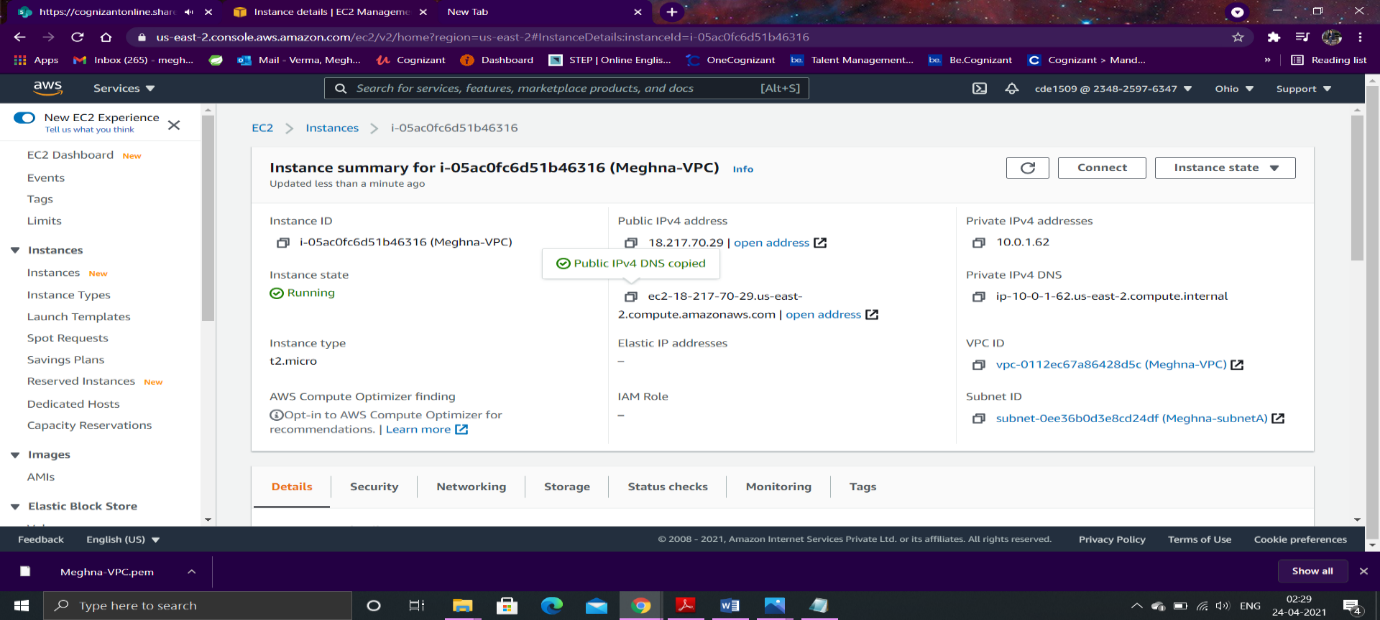 https://cognizantonline.shar
Instance details | EC2 Manageme
New Tab
us-east-2.console.aws.amazon.com/ec2/v2/home?region=us-east-2#InstanceDetails:instanceId=i-05ac0fc6d51b46316
Apps
Inbox (265) - megh...
Mail - Verma, Megh...
Cognizant
Dashboard
STEP | Online Englis...
OneCognizant
Talent Management...
Be.Cognizant
Cognizant > Mand...
»
Reading list
aws
Services
Search for services, features, marketplace products, and docs
[Alt+S]
cde1509 @ 2348-2597-6347
Ohio
Support
New EC2 Experience
Tell us what you think
EC2 Dashboard New
Events
Tags
Limits
Instances
Instances New
Instance Types
Launch Templates
Spot Requests
Savings Plans
Reserved Instances New
Dedicated Hosts
Capacity Reservations
Images
AMIs
Elastic Block Store
EC2 > Instances > i-05ac0fc6d51b46316
Instance summary for i-05ac0fc6d51b46316 (Meghna-VPC) Info
Updated less than a minute ago
Connect
Instance state
Instance ID
i-05ac0fc6d51b46316 (Meghna-VPC)
Public IPv4 address
18.217.70.29 | open address
Private IPv4 addresses
10.0.1.62
Instance state
Running
Public IPv4 DNS copied
ec2-18-217-70-29.us-east-
2.compute.amazonaws.com | open address
Private IPv4 DNS
ip-10-0-1-62.us-east-2.compute.internal
Instance type
t2.micro
Elastic IP addresses
–
VPC ID
vpc-0112ec67a86428d5c (Meghna-VPC)
AWS Compute Optimizer finding
Opt-in to AWS Compute Optimizer for
recommendations. | Learn more
IAM Role
–
Subnet ID
subnet-0ee36b0d3e8cd24df (Meghna-subnetA)
Details
Security
Networking
Storage
Status checks
Monitoring
Tags
Feedback
English (US)
© 2008 - 2021, Amazon Internet Services Private Ltd. or its affiliates. All rights reserved.
Privacy Policy
Terms of Use
Cookie preferences
Meghna-VPC.pem
Show all
Type here to search
ENG
02:29
24-04-2021
4